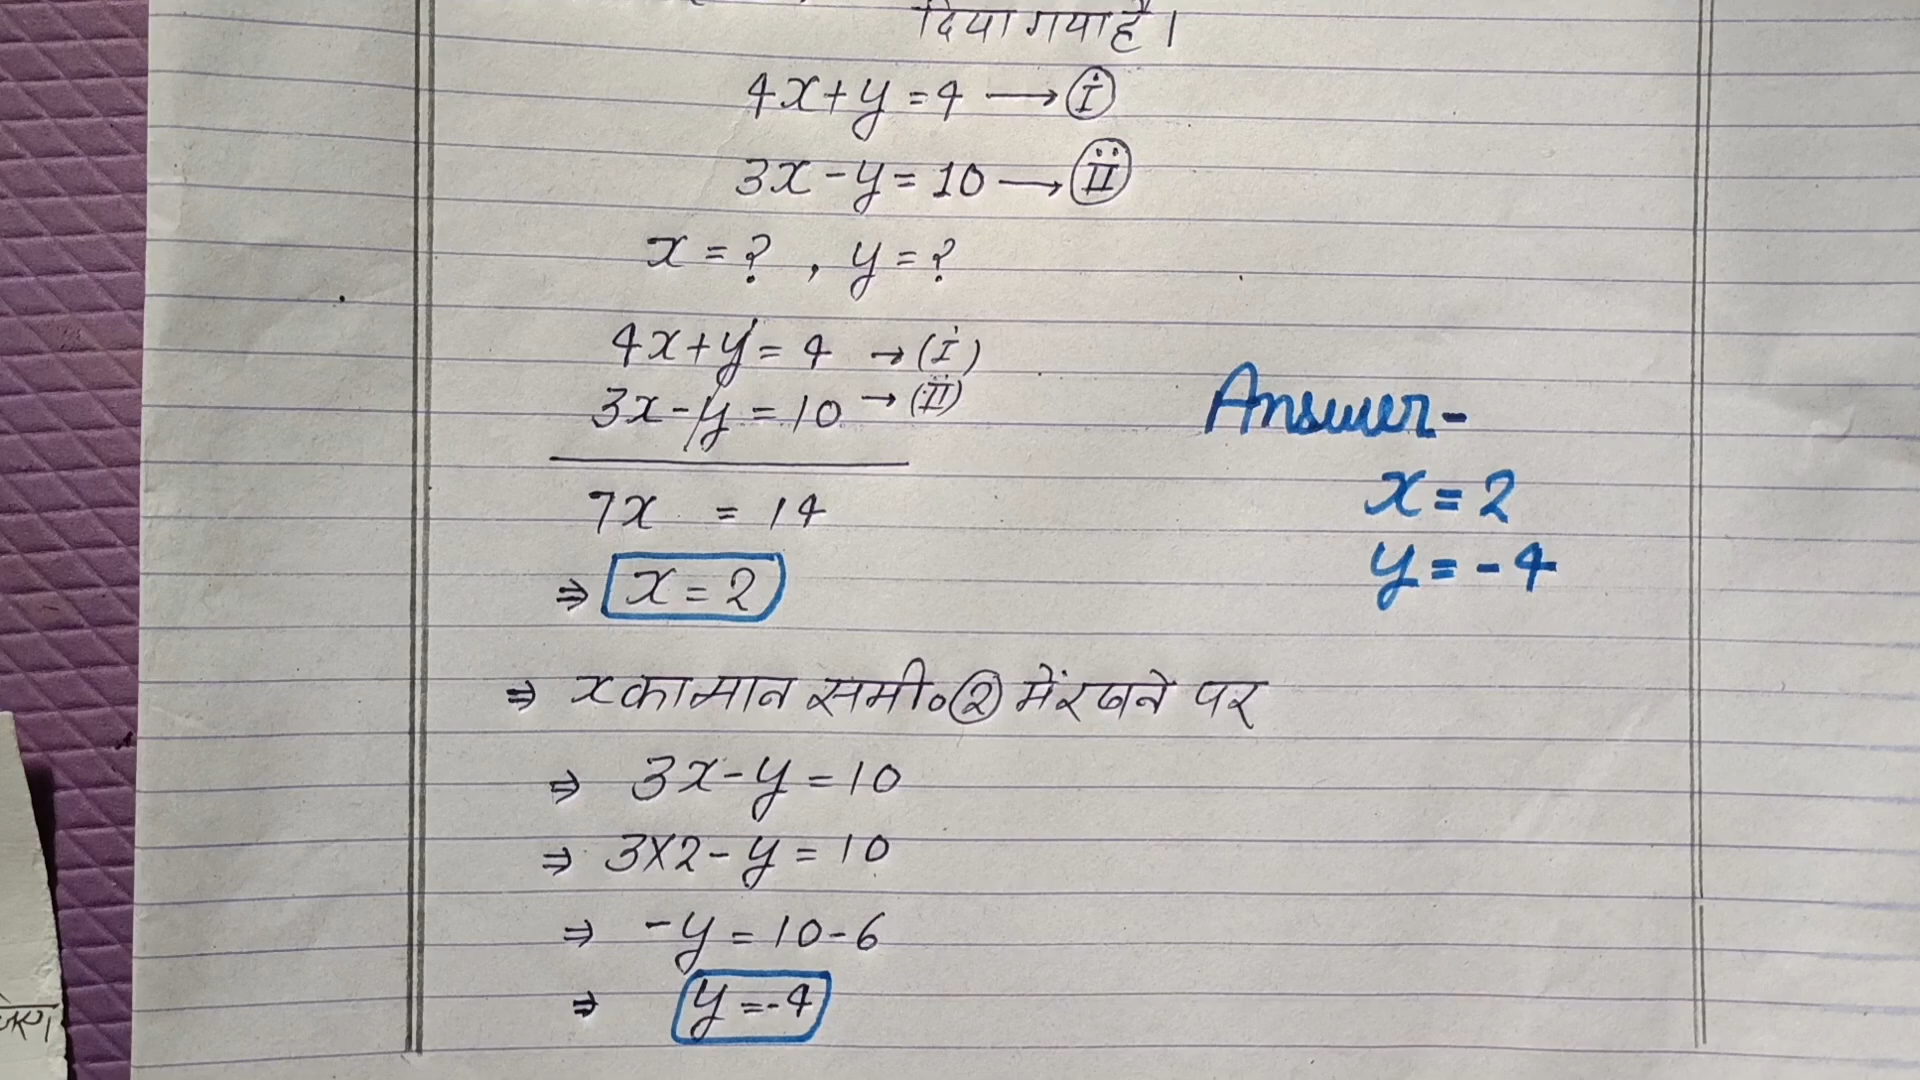 दिया गया है।
4x+y=4 → (I)
3x-y=10 → (II)
x=?, y=?
4x+y=4 → (I)
3x-y=10 → (II)
7x = 14
⇒ x=2
Answer-
x=2
y=-4
⇒ x का मान समी० (2) में रखने पर
⇒ 3x-y=10
⇒ 3×2-y=10
⇒ -y=10-6
⇒ y=-4